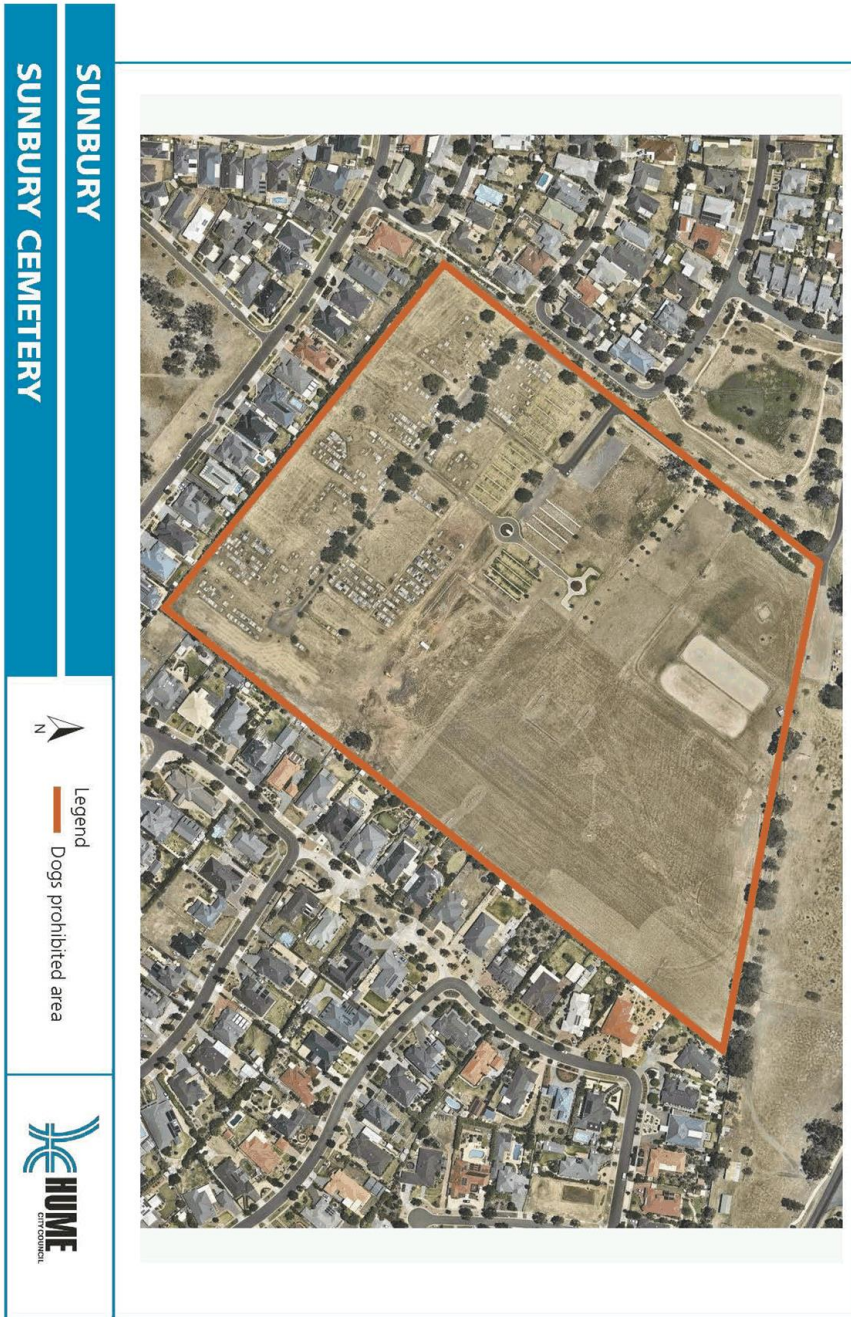 SUNBURY
SUNBURY CEMETERY
N
Legend
Dogs prohibited area
HUME
CITY COUNCIL